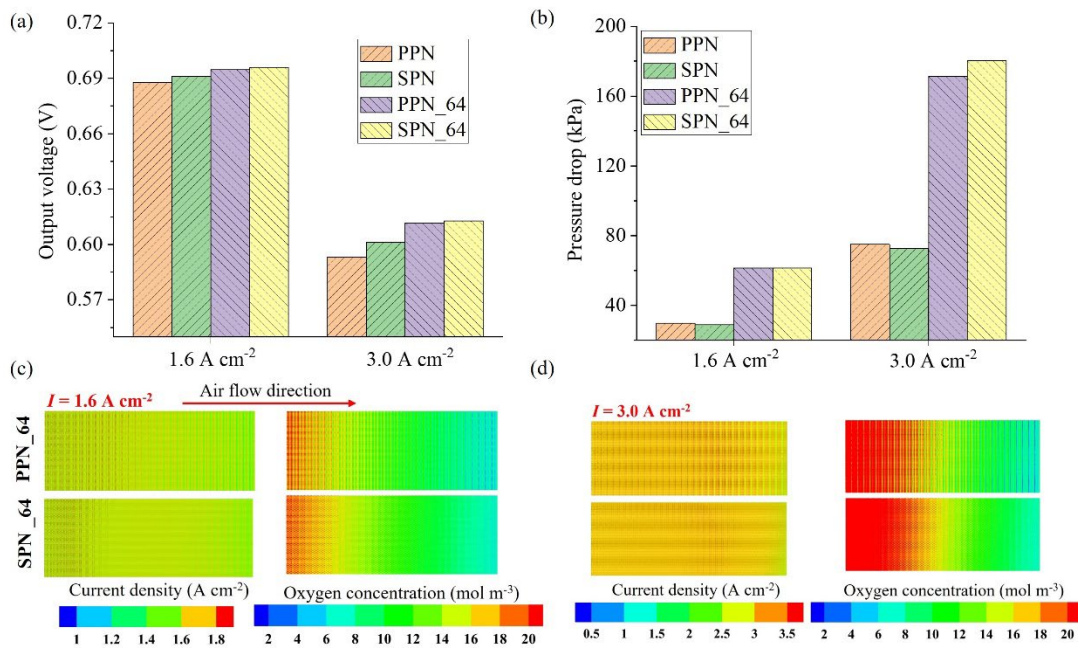 (a)
0.72
0.69
0.66
0.63
0.60
0.57
Output voltage (V)
PPN
SPN
PPN_64
SPN_64
1.6 A cm⁻²
3.0 A cm⁻²
(b)
200
160
120
80
40
Pressure drop (kPa)
PPN
SPN
PPN_64
SPN_64
1.6 A cm⁻²
3.0 A cm⁻²
(c)
I = 1.6 A cm⁻²
Air flow direction
PPN_64
SPN_64
Current density (A cm⁻²)
1 1.2 1.4 1.6 1.8
Oxygen concentration (mol m⁻³)
2 4 6 8 10 12 14 16 18 20
(d)
I = 3.0 A cm⁻²
Current density (A cm⁻²)
0.5 1 1.5 2 2.5 3 3.5
Oxygen concentration (mol m⁻³)
2 4 6 8 10 12 14 16 18 20